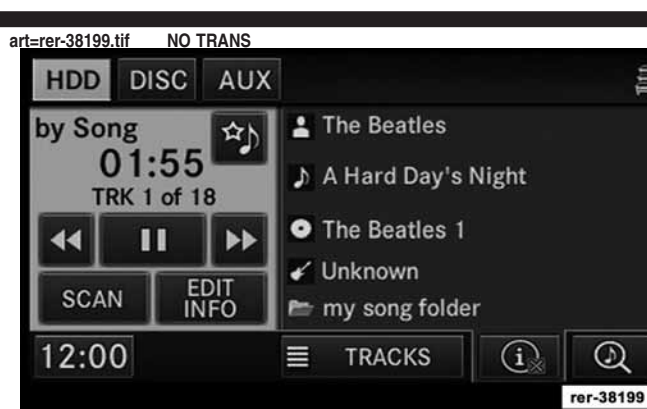 art=rer-38199.tif NO TRANS
HDD DISC AUX
by Song
01:55
TRK 1 of 18
SCAN
EDIT
INFO
The Beatles
A Hard Day's Night
The Beatles 1
Unknown
my song folder
12:00
TRACKS
rer-38199